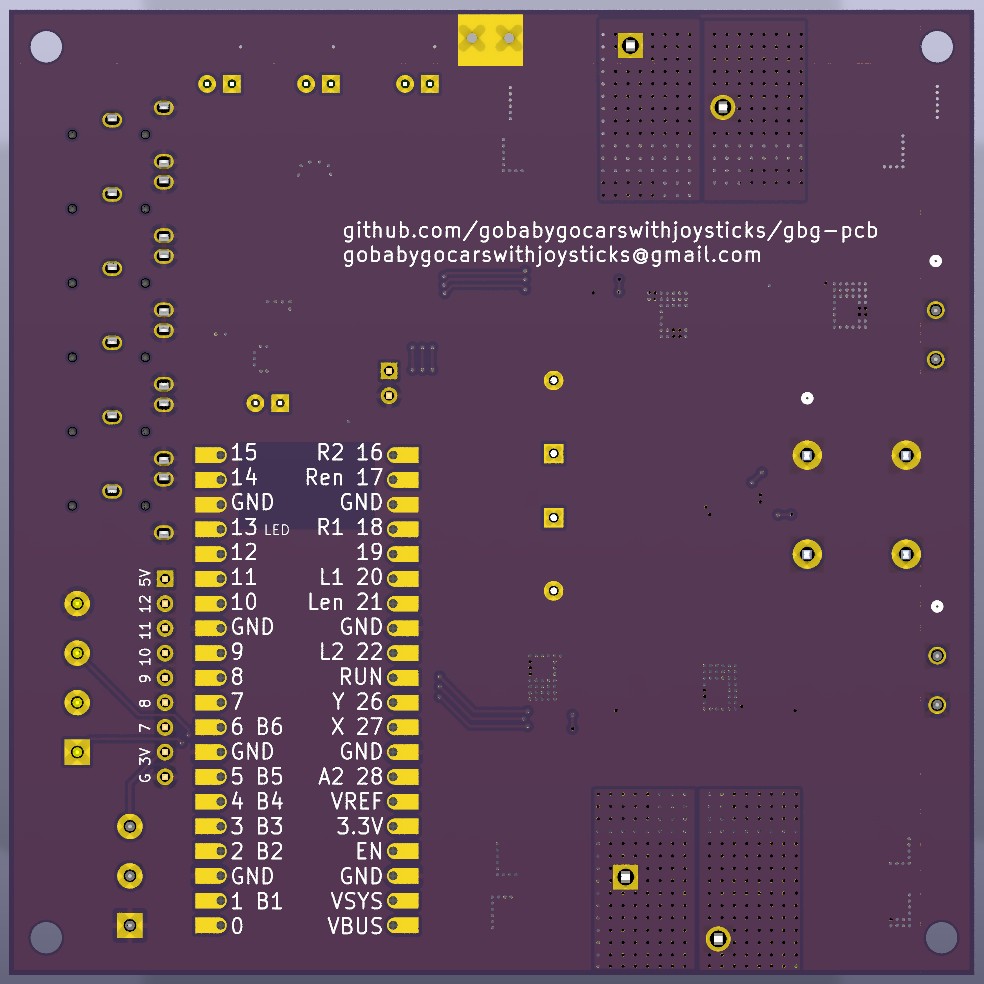 github.com/gobabygocarswithjoysticks/gbg-pcb
gobabygocarswithjoysticks@gmail.com
15 R2 16
14 Ren 17
GND GND
13 LED R1 18
12 19
11 L1 20
10 Len 21
GND GND
9 L2 22
8 RUN
7 Y 26
6 B6 X 27
GND GND
5 B5 A2 28
4 B4 VREF
3 B3 3.3V
2 B2 EN
GND GND
1 B1 VSYS
0 VBUS
G 3V 7 8 9 10 11 12 5V